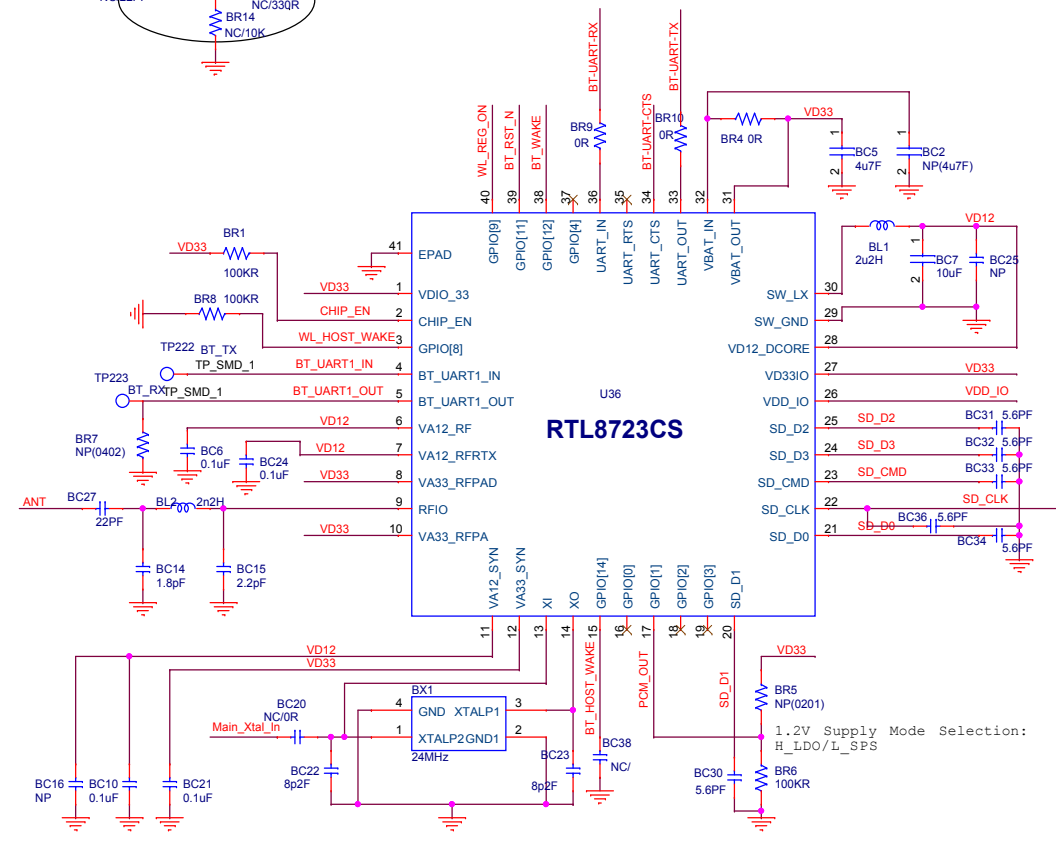 NC/330R
BR14
NC/10K
BT-UART-RX
BT-UART-TX
WL_REG_ON
BT_RST_N
BT_WAKE
BR9
0R
BT-UART-CTS
BR10
0R
BR4 0R
VD33
1
BC5
4u7F
2
1
BC2
NP(4u7F)
2
40
39
38
37
36
35
34
33
32
31
GPIO[9]
GPIO[11]
GPIO[12]
GPIO[4]
UART_IN
UART_RTS
UART_CTS
UART_OUT
VBAT_IN
VBAT_OUT
VD33
BR1
100KR
BR8 100KR
41
EPAD
VD33
1
VDIO_33
CHIP_EN
2
CHIP_EN
WL_HOST_WAKE
3
GPIO[8]
TP222
BT_TX
TP_SMD_1
BT_UART1_IN
4
BT_UART1_IN
TP223
BT_RX
TP_SMD_1
BT_UART1_OUT
5
BT_UART1_OUT
BR7
NP(0402)
VD12
6
VA12_RF
BC6
0.1uF
BC24
0.1uF
VD12
7
VA12_RFRTX
VD33
8
VA33_RFPAD
ANT
BC27
22PF
BL2
2n2H
9
RFIO
VD33
10
VA33_RFPA
BC14
1.8pF
BC15
2.2pF
U36
RTL8723CS
BL1
2u2H
VD12
1
BC7
10uF
2
BC25
NP
SW_LX
30
SW_GND
29
VD12_DCORE
28
VD33IO
27
VD33
VDD_IO
26
VDD_IO
SD_D2
25
SD_D2
BC31 5.6PF
SD_D3
24
SD_D3
BC32 5.6PF
SD_CMD
23
SD_CMD
BC33 5.6PF
SD_CLK
22
SD_CLK
BC36 5.6PF
SD_D0
21
SD_D0
BC34
5.6PF
VA12_SYN
VA33_SYN
XI
XO
GPIO[14]
GPIO[0]
GPIO[1]
GPIO[2]
GPIO[3]
SD_D1
11
12
13
14
15
16
17
18
19
20
VD12
VD33
BT_HOST_WAKE
PCM_OUT
SD_D1
VD33
BX1
4
GND
XTALP1
3
1
XTALP2
GND1
2
24MHz
BC20
NC/0R
Main_Xtal_In
BC22
8p2F
BC23
8p2F
BC38
NC/
BC16
NP
BC10
0.1uF
BC21
0.1uF
BR5
NP(0201)
1.2V Supply Mode Selection:
H_LDO/L_SPS
BC30
5.6PF
BR6
100KR